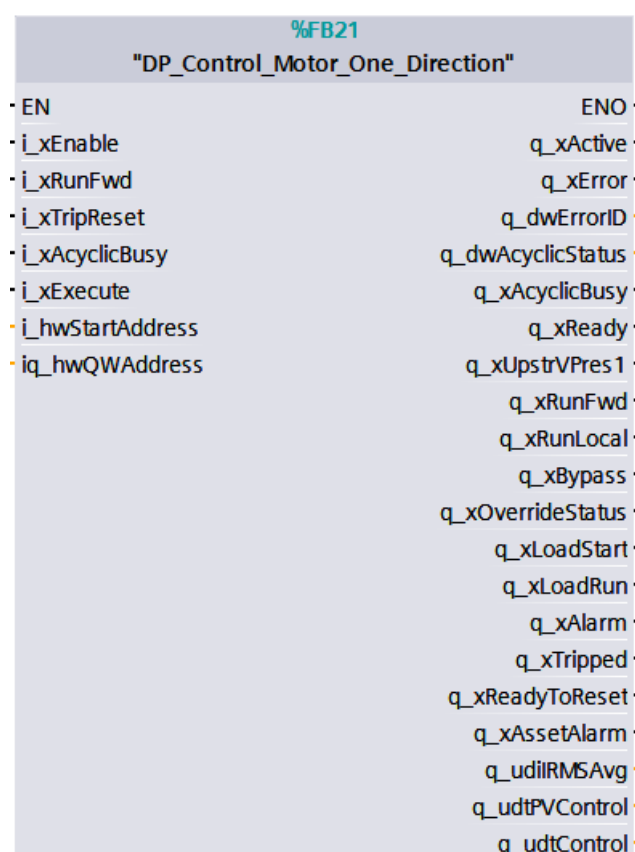 %FB21
"DP_Control_Motor_One_Direction"
EN ENO
i_xEnable q_xActive
i_xRunFwd q_xError
i_xTripReset q_dwErrorID
i_xAcyclicBusy q_dwAcyclicStatus
i_xExecute q_xAcyclicBusy
i_hwStartAddress q_xReady
iq_hwQWAddress q_xUpstrVPres1
q_xRunFwd
q_xRunLocal
q_xBypass
q_xOverrideStatus
q_xLoadStart
q_xLoadRun
q_xAlarm
q_xTripped
q_xReadyToReset
q_xAssetAlarm
q_udiIRMSAvg
q_udtPVControl
q_udtControl